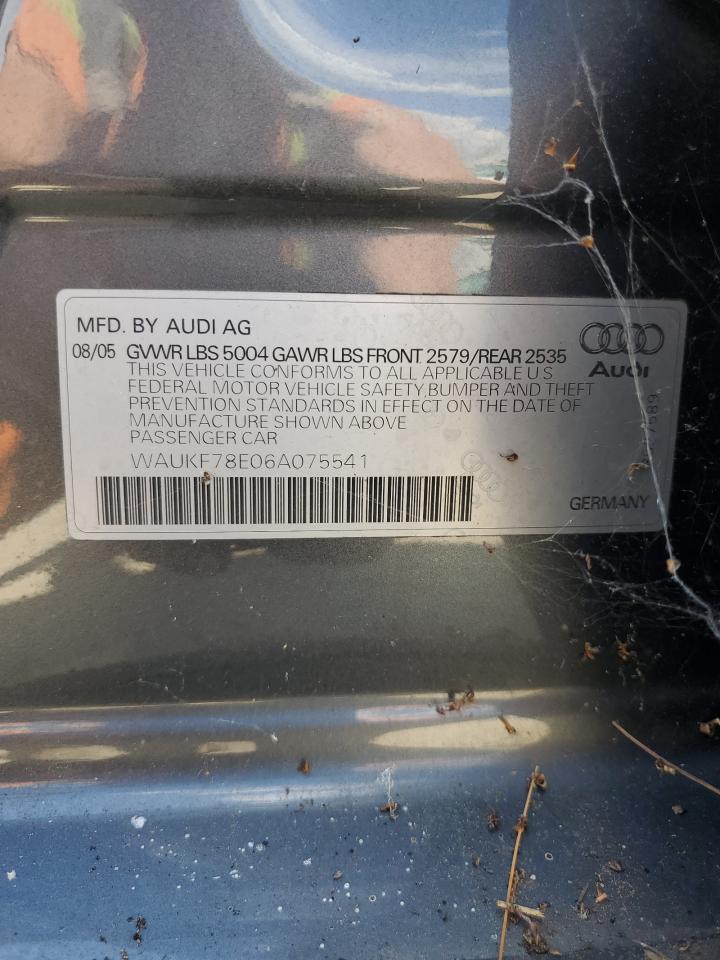 MFD. BY AUDI AG
08/05 GVWR LBS 5004 GAWR LBS FRONT 2579/REAR 2535
THIS VEHICLE CONFORMS TO ALL APPLICABLE U S
FEDERAL MOTOR VEHICLE SAFETY, BUMPER AND THEFT
PREVENTION STANDARDS IN EFFECT ON THE DATE OF
MANUFACTURE SHOWN ABOVE
PASSENGER CAR
WAUKF78E06A075541
Audi
GERMANY